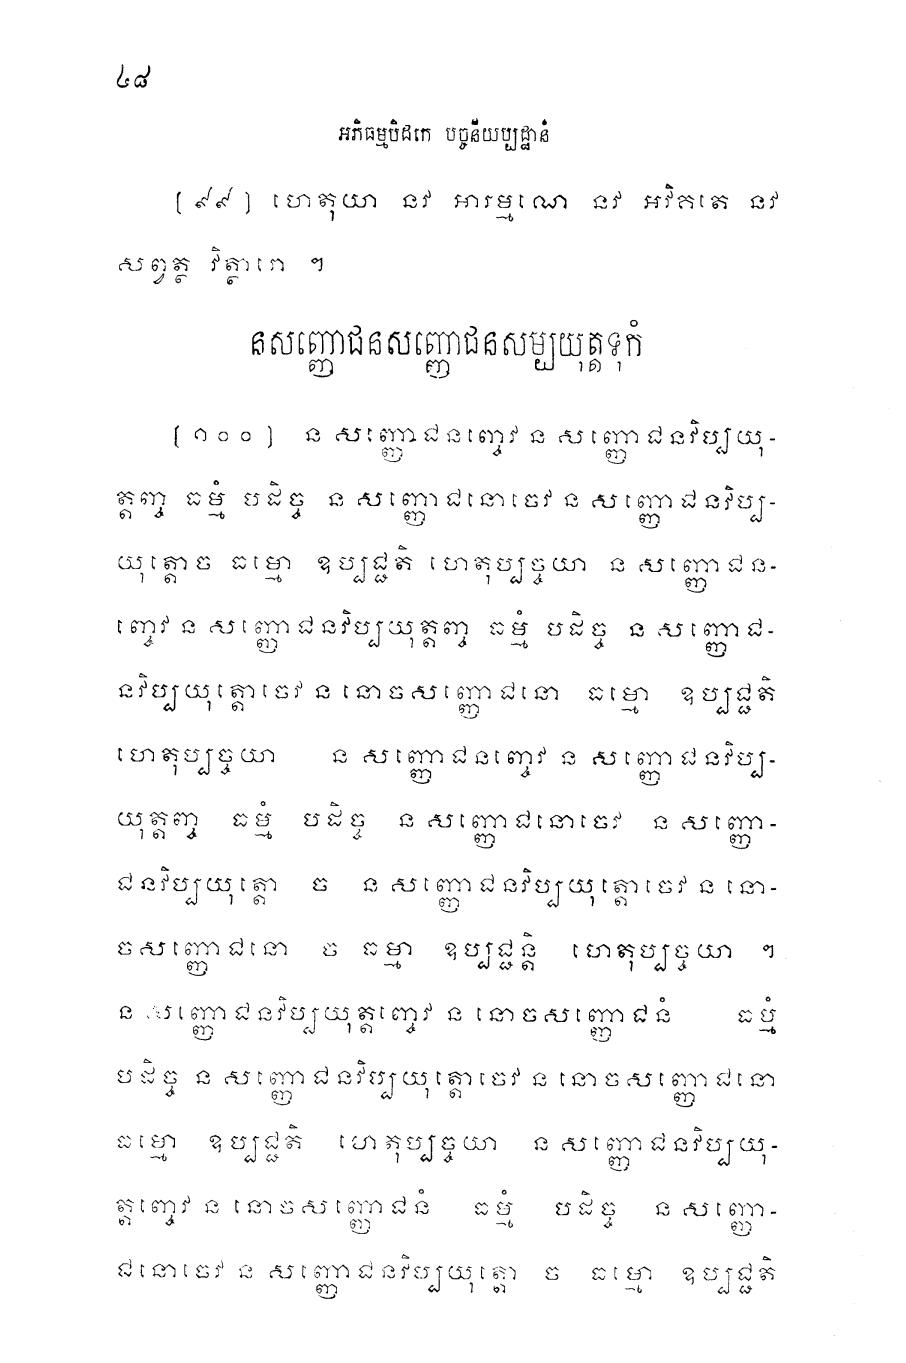 ៤៨
អភិធម្មបិដកេ បច្ចនីយប្បដ្ឋានំ
[៩៩] ហេតុយា នវ អារម្មណេ នវ អវិគតេ នវ
សព្វត្ថ វិត្ថារោ ។
នសញ្ញោជនសញ្ញោជនសម្បយុត្តទុកំ
[១០០] ន សញ្ញោជនញ្ចេវ ន សញ្ញោជនវិប្បយុ-
ត្តញ្ច ធម្មំ បដិច្ច ន សញ្ញោជនោចេវ ន សញ្ញោជនវិប្ប-
យុត្តោច ធម្មោ ឧប្បជ្ជតិ ហេតុប្បច្ចយា ន សញ្ញោជន-
ញ្ចេវ ន សញ្ញោជនវិប្បយុត្តញ្ច ធម្មំ បដិច្ច ន សញ្ញោជ-
នវិប្បយុត្តោចេវ ន នោចសញ្ញោជនោ ធម្មោ ឧប្បជ្ជតិ
ហេតុប្បច្ចយា ន សញ្ញោជនញ្ចេវ ន សញ្ញោជនវិប្ប-
យុត្តញ្ច ធម្មំ បដិច្ច ន សញ្ញោជនោចេវ ន សញ្ញោ-
ជនវិប្បយុត្តោ ច ន សញ្ញោជនវិប្បយុត្តោចេវ ន នោ-
ចសញ្ញោជនោ ច ធម្មា ឧប្បជ្ជន្តិ ហេតុប្បច្ចយា ។
ន សញ្ញោជនវិប្បយុត្តញ្ចេវ ន នោចសញ្ញោជនំ ធម្មំ
បដិច្ច ន សញ្ញោជនវិប្បយុត្តោចេវ ន នោចសញ្ញោជនោ
ធម្មោ ឧប្បជ្ជតិ ហេតុប្បច្ចយា ន សញ្ញោជនវិប្បយុ-
ត្តញ្ចេវ ន នោចសញ្ញោជនំ ធម្មំ បដិច្ច ន សញ្ញោ-
ជនោចេវ ន សញ្ញោជនវិប្បយុត្តោ ច ធម្មោ ឧប្បជ្ជតិ